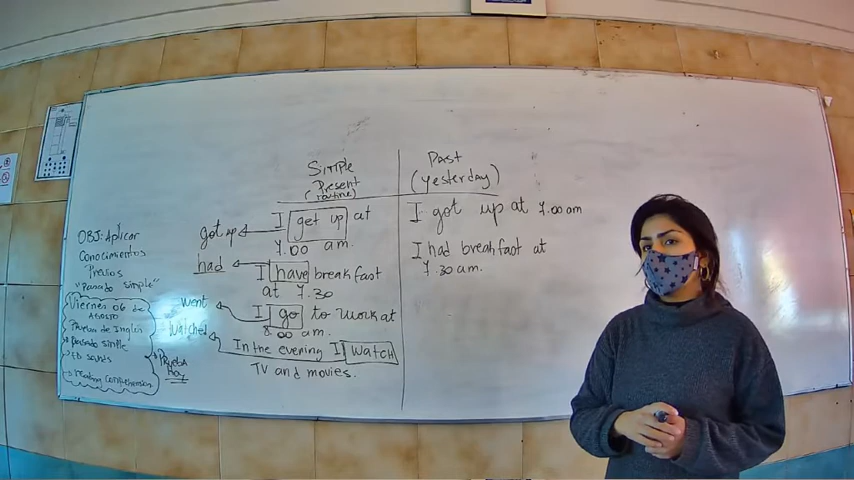 OBJ: Aplicar
Conocimientos
Previos
"Pasado simple"
Viernes 06 de
AGOSTO
Prueba de Ingles
Pasado simple
ED sounds
Reading Comprehension
PRUEBA
Simple
Present
(routine)
got up
I get up at
7.00 am.
had
I have breakfast
at 7.30
went
I go to work at
8.00 am.
watched
In the evening I watch
TV and movies.
Past
(yesterday)
I got up at 7.00 am
I had breakfast at
7.30 am.